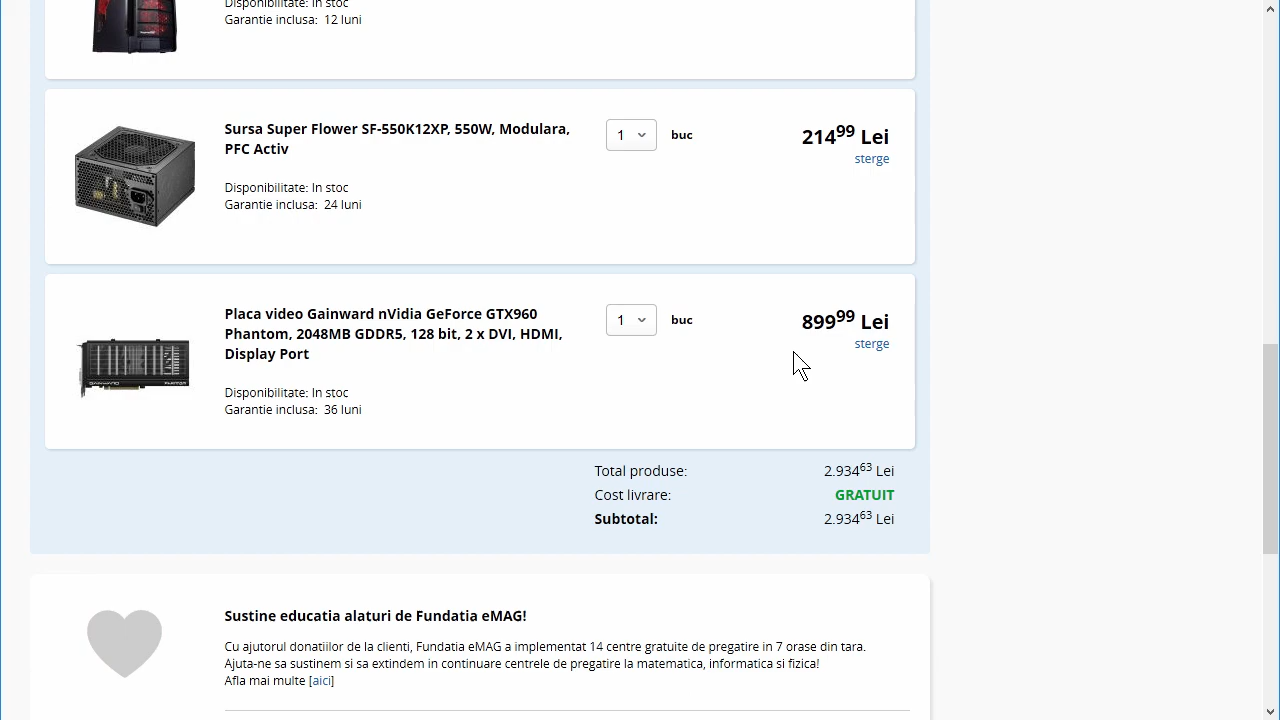 Disponibilitate: In stoc
Garantie inclusa: 12 luni
Sursa Super Flower SF-550K12XP, 550W, Modulara,
PFC Activ
1 buc
214⁹⁹ Lei
sterge
Disponibilitate: In stoc
Garantie inclusa: 24 luni
Placa video Gainward nVidia GeForce GTX960
Phantom, 2048MB GDDR5, 128 bit, 2 x DVI, HDMI,
Display Port
1 buc
899⁹⁹ Lei
sterge
Disponibilitate: In stoc
Garantie inclusa: 36 luni
Total produse: 2.934⁶³ Lei
Cost livrare: GRATUIT
Subtotal: 2.934⁶³ Lei
Sustine educatia alaturi de Fundatia eMAG!
Cu ajutorul donatiilor de la clienti, Fundatia eMAG a implementat 14 centre gratuite de pregatire in 7 orase din tara.
Ajuta-ne sa sustinem si sa extindem in continuare centrele de pregatire la matematica, informatica si fizica!
Afla mai multe [aici]